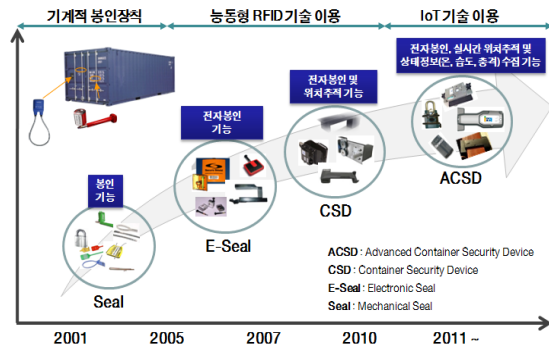 기계적 봉인장치
능동형 RFID 기술 이용
IoT 기술 이용
전자봉인, 실시간 위치추적 및
상태정보(온, 습도, 충격) 수집 기능
전자봉인 및
위치추적 기능
전자봉인
기능
봉인
기능
ACSD
CSD
E-Seal
Seal
ACSD : Advanced Container Security Device
CSD : Container Security Device
E-Seal : Electronic Seal
Seal : Mechanical Seal
2001
2005
2007
2010
2011 ~